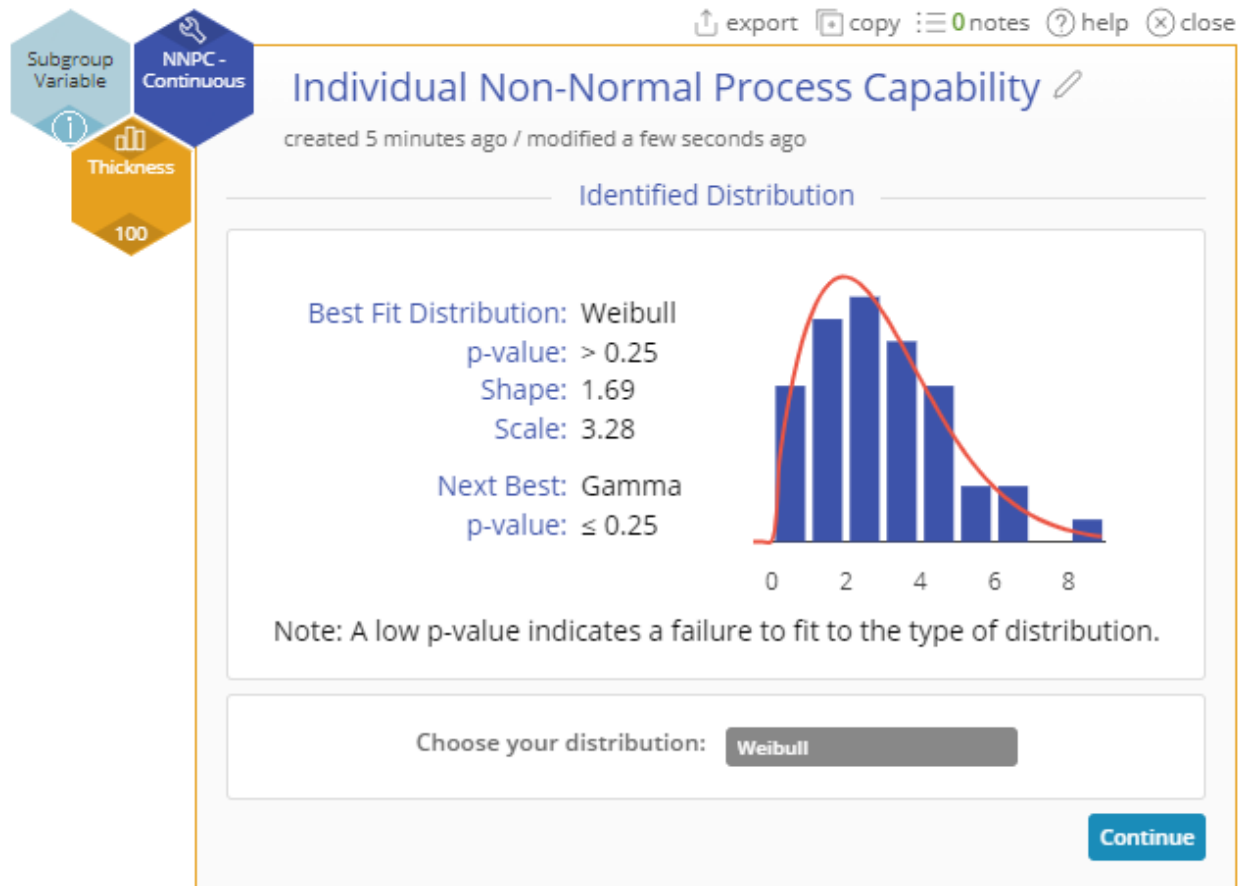 export copy 0 notes help close
Subgroup
Variable
NNPC -
Continuous
Thickness
100
Individual Non-Normal Process Capability
created 5 minutes ago / modified a few seconds ago
Identified Distribution
Best Fit Distribution: Weibull
p-value: > 0.25
Shape: 1.69
Scale: 3.28
Next Best: Gamma
p-value: ≤ 0.25
0 2 4 6 8
Note: A low p-value indicates a failure to fit to the type of distribution.
Choose your distribution: Weibull
Continue